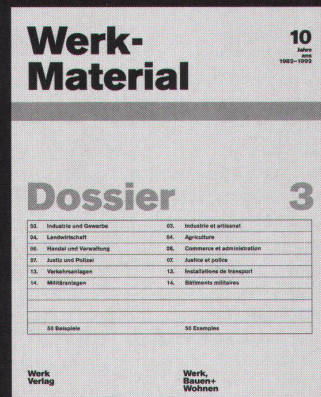 Werk-
Material
10
Jahre
ans
1982–1992
Dossier 3
03. Industrie und Gewerbe 03. Industrie et artisanat
04. Landwirtschaft 04. Agriculture
06. Handel und Verwaltung 06. Commerce et administration
07. Justiz und Polizei 07. Justice et police
13. Verkehrsanlagen 13. Installations de transport
14. Militäranlagen 14. Bâtiments militaires
50 Beispiele 50 Examples
Werk Verlag
Werk, Bauen+ Wohnen